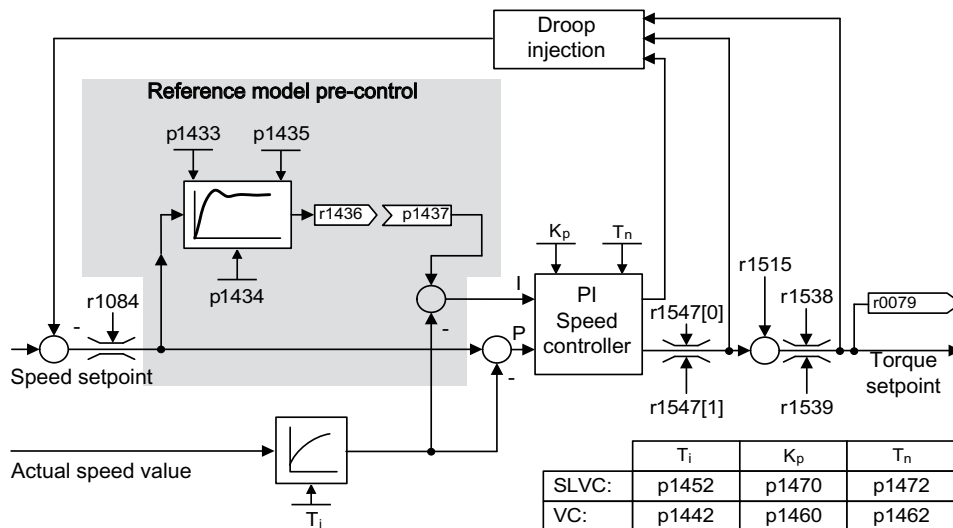 Droop
injection
Reference model pre-control
p1433
p1435
r1436
p1437
p1434
Kp
Tn
r1515
r1084
I
PI
Speed
controller
r1547[0]
r1538
r0079
-
-
P
Speed setpoint
-
Torque
setpoint
r1547[1]
r1539
Actual speed value
Ti
Ti Kp Tn
SLVC: p1452 p1470 p1472
VC: p1442 p1460 p1462